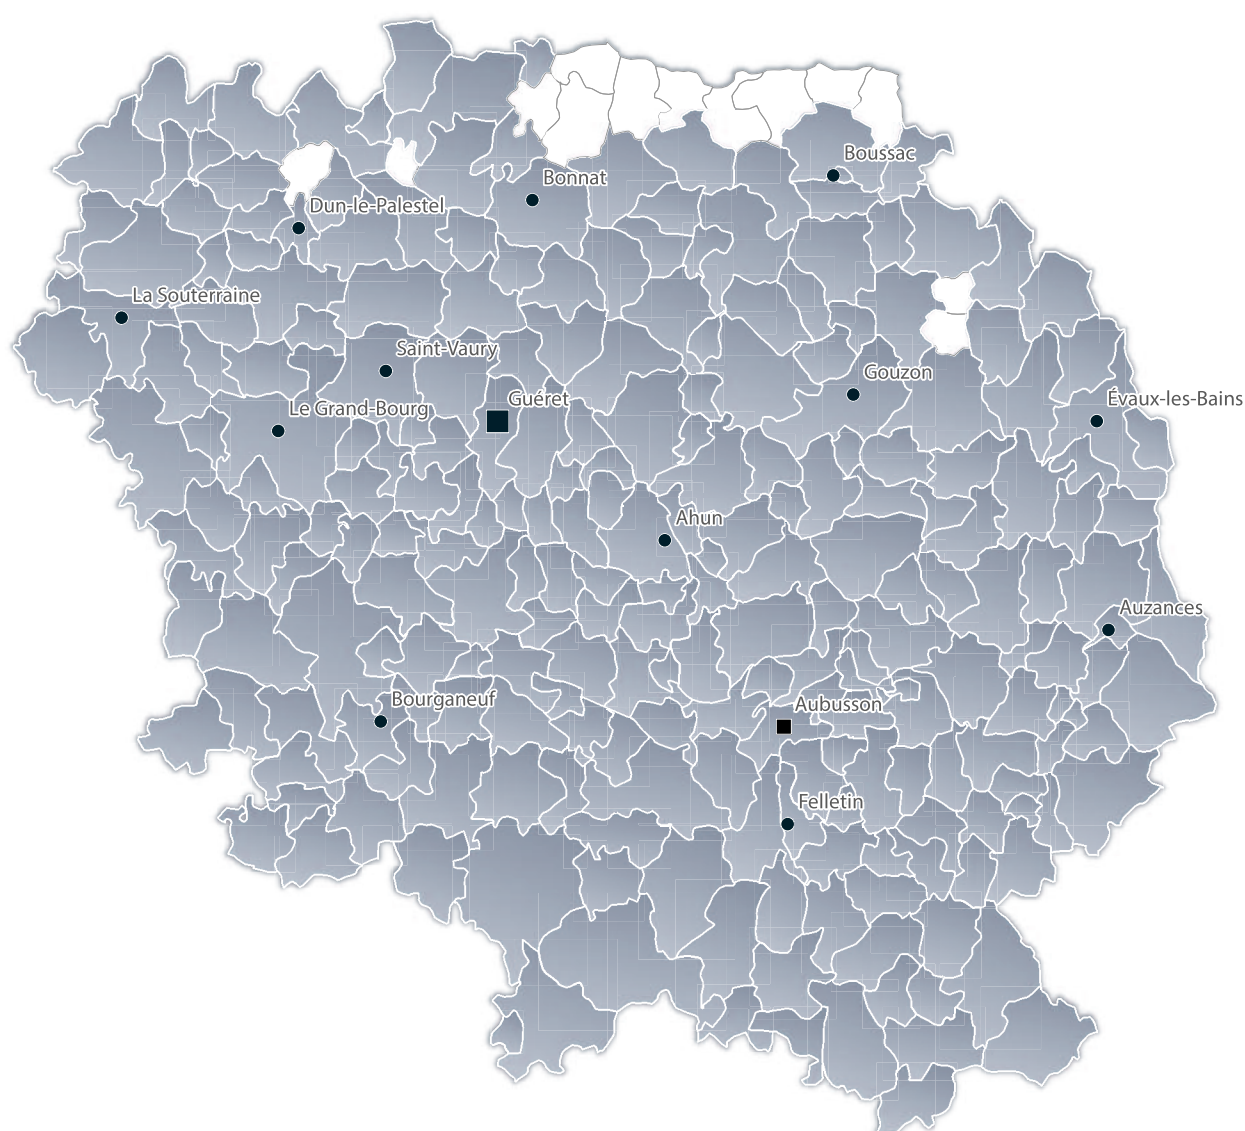 Boussac
Bonnat
Dun-le-Palestel
La Souterraine
Saint-Vaury
Gouzon
Guéret
Évaux-les-Bains
Le Grand-Bourg
Ahun
Auzances
Bourganeuf
Aubusson
Felletin